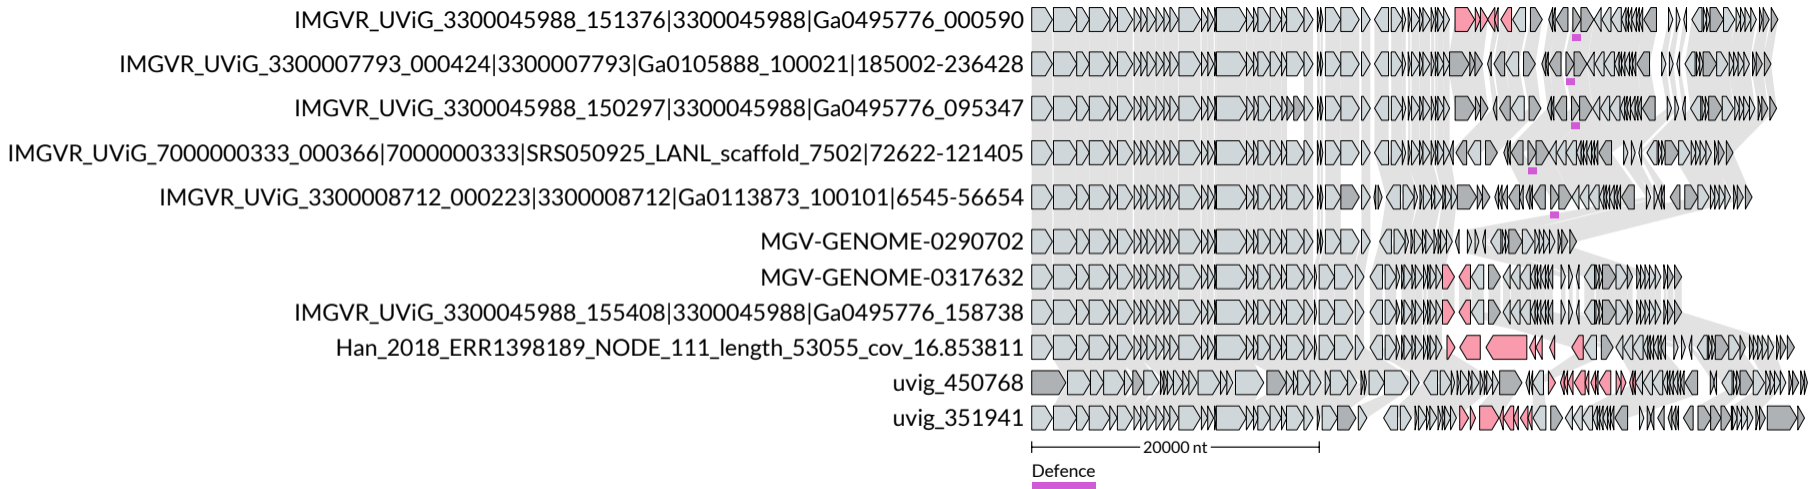 IMGVR_UViG_3300045988_151376|3300045988|Ga0495776_000590
IMGVR_UViG_3300007793_000424|3300007793|Ga0105888_100021|185002-236428
IMGVR_UViG_3300045988_150297|3300045988|Ga0495776_095347
IMGVR_UViG_7000000333_000366|7000000333|SRS050925_LANL_scaffold_7502|72622-121405
IMGVR_UViG_3300008712_000223|3300008712|Ga0113873_100101|6545-56654
MGV-GENOME-0290702
MGV-GENOME-0317632
IMGVR_UViG_3300045988_155408|3300045988|Ga0495776_158738
Han_2018_ERR1398189_NODE_111_length_53055_cov_16.853811
uvig_450768
uvig_351941
20000 nt
Defence